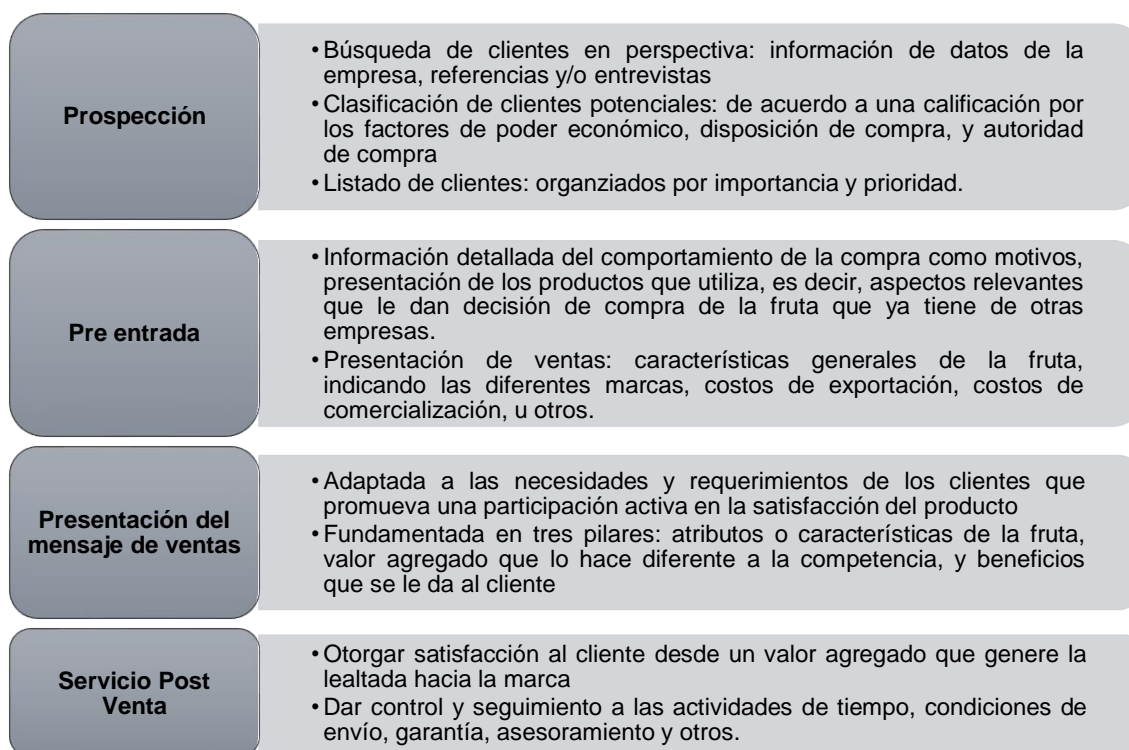 Prospección
•Búsqueda de clientes en perspectiva: información de datos de la
empresa, referencias y/o entrevistas
•Clasificación de clientes potenciales: de acuerdo a una calificación por
los factores de poder económico, disposición de compra, y autoridad
de compra
•Listado de clientes: organziados por importancia y prioridad.
Pre entrada
•Información detallada del comportamiento de la compra como motivos,
presentación de los productos que utiliza, es decir, aspectos relevantes
que le dan decisión de compra de la fruta que ya tiene de otras
empresas.
•Presentación de ventas: características generales de la fruta,
indicando las diferentes marcas, costos de exportación, costos de
comercialización, u otros.
Presentación del
mensaje de ventas
•Adaptada a las necesidades y requerimientos de los clientes que
promueva una participación activa en la satisfacción del producto
•Fundamentada en tres pilares: atributos o características de la fruta,
valor agregado que lo hace diferente a la competencia, y beneficios
que se le da al cliente
Servicio Post
Venta
•Otorgar satisfacción al cliente desde un valor agregado que genere la
lealtada hacia la marca
•Dar control y seguimiento a las actividades de tiempo, condiciones de
envío, garantía, asesoramiento y otros.